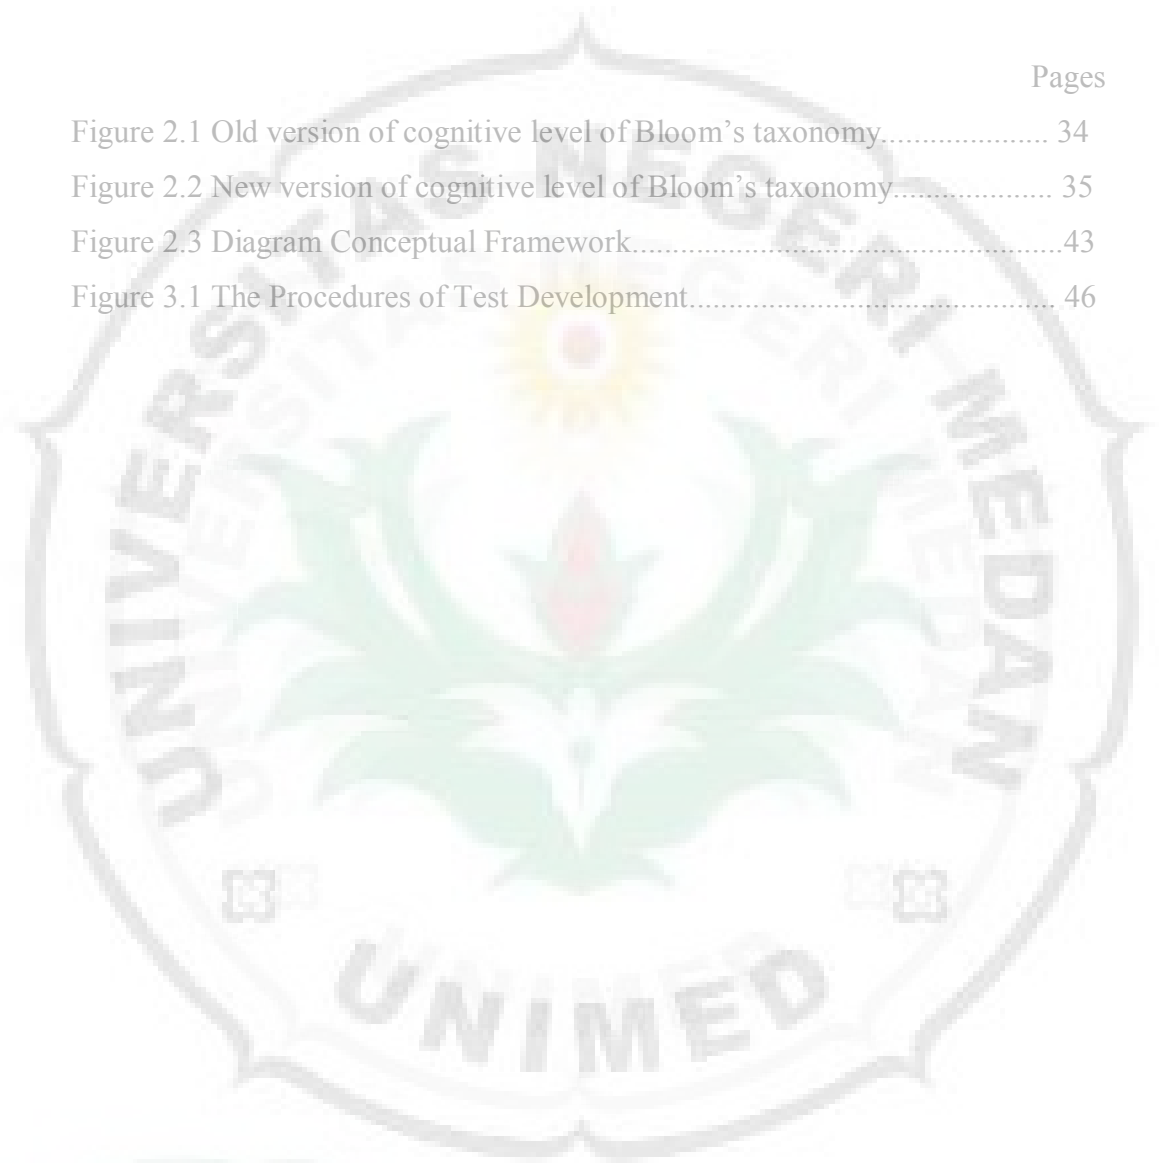 Pages
Figure 2.1 Old version of cognitive level of Bloom’s taxonomy.................... 34
Figure 2.2 New version of cognitive level of Bloom’s taxonomy................... 35
Figure 2.3 Diagram Conceptual Framework....................................................43
Figure 3.1 The Procedures of Test Development............................................ 46
UNIVERSITAS NEGERI MEDAN
UNIMED